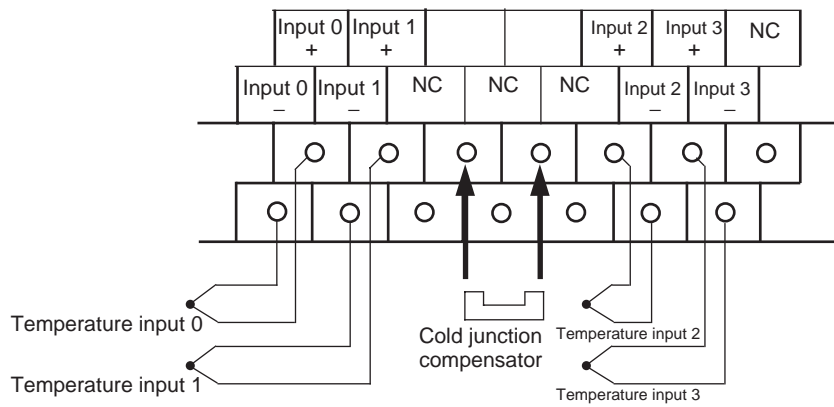 Input 0
+
Input 1
+
Input 2
+
Input 3
+
NC
Input 0
–
Input 1
–
NC
NC
NC
Input 2
–
Input 3
–
Temperature input 0
Temperature input 1
Cold junction
compensator
Temperature input 2
Temperature input 3